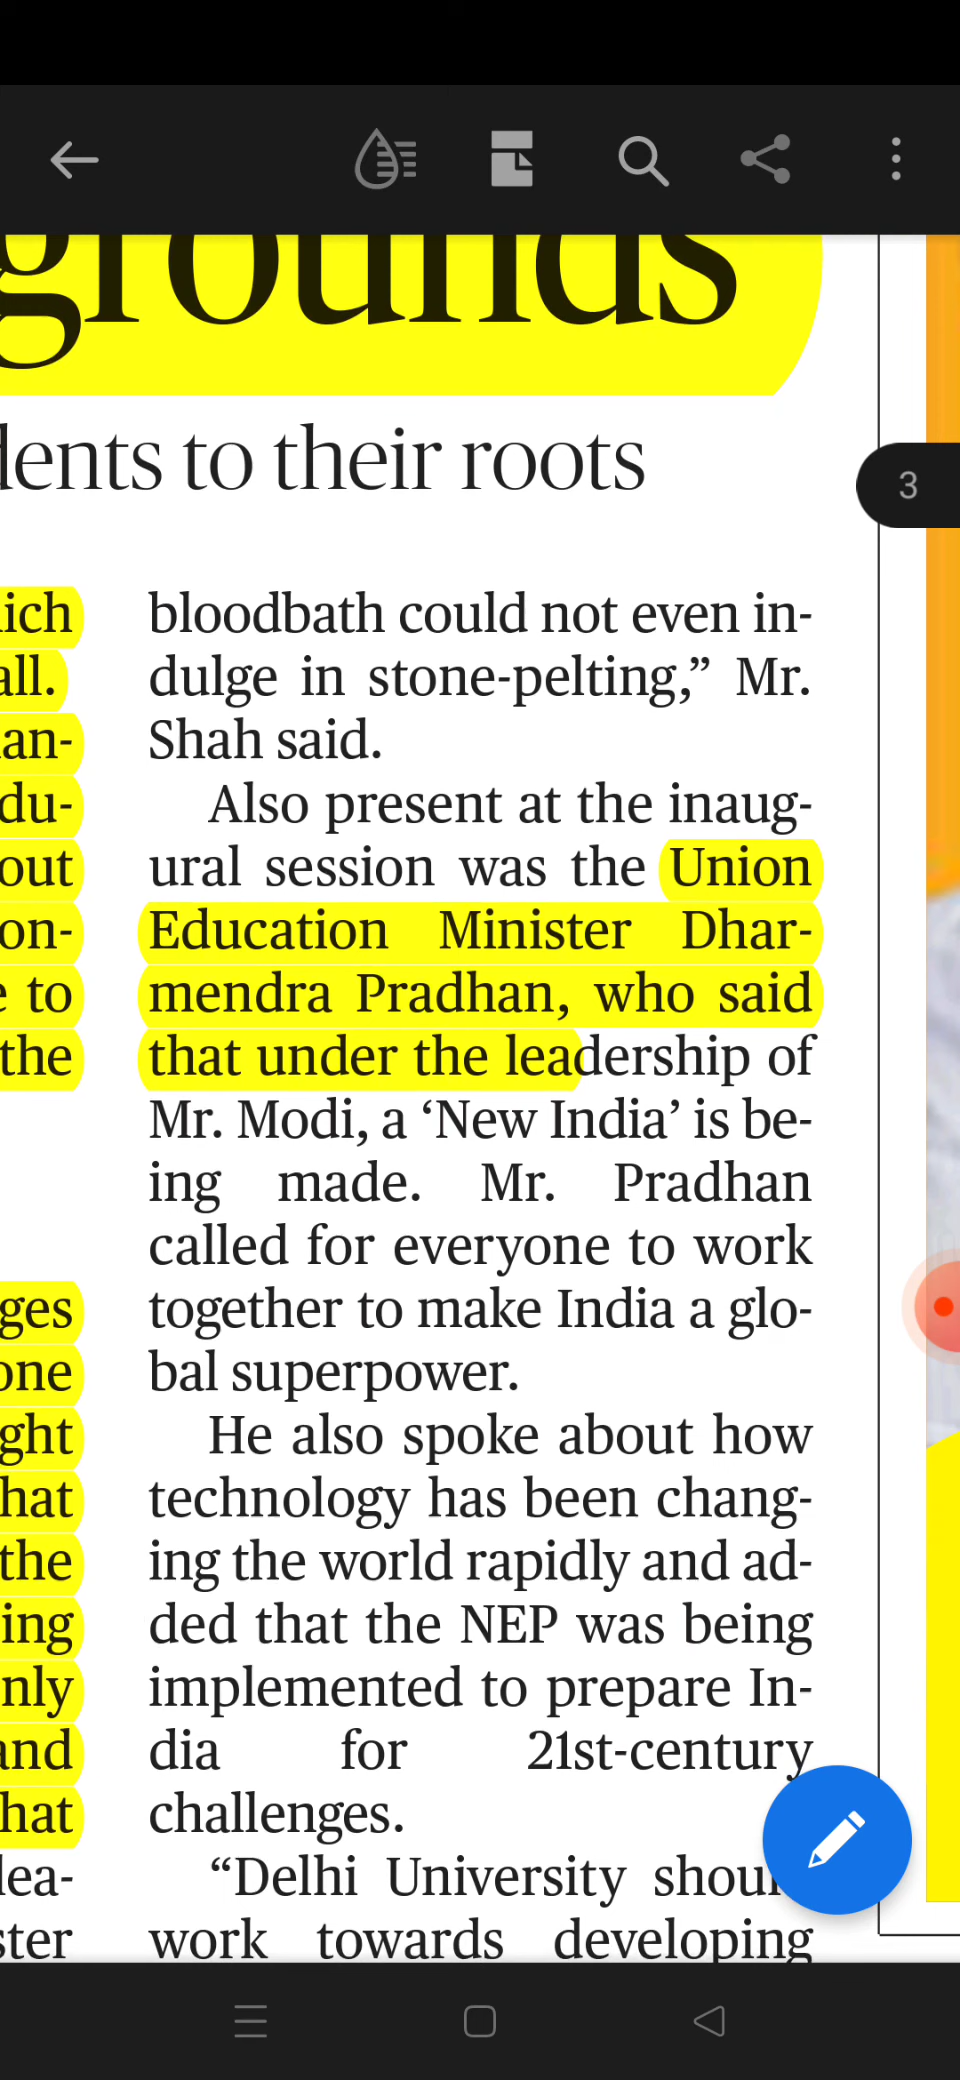 grounds
dents to their roots
3
ich
all.
an-
du-
out
on-
e to
the
ges
one
ght
hat
the
ing
nly
and
hat
lea-
ster
bloodbath could not even in-
dulge in stone-pelting,” Mr.
Shah said.
Also present at the inaug-
ural session was the Union
Education Minister Dhar-
mendra Pradhan, who said
that under the leadership of
Mr. Modi, a ‘New India’ is be-
ing made. Mr. Pradhan
called for everyone to work
together to make India a glo-
bal superpower.
He also spoke about how
technology has been chang-
ing the world rapidly and ad-
ded that the NEP was being
implemented to prepare In-
dia for 21st-century
challenges.
“Delhi University shoul
work towards developing